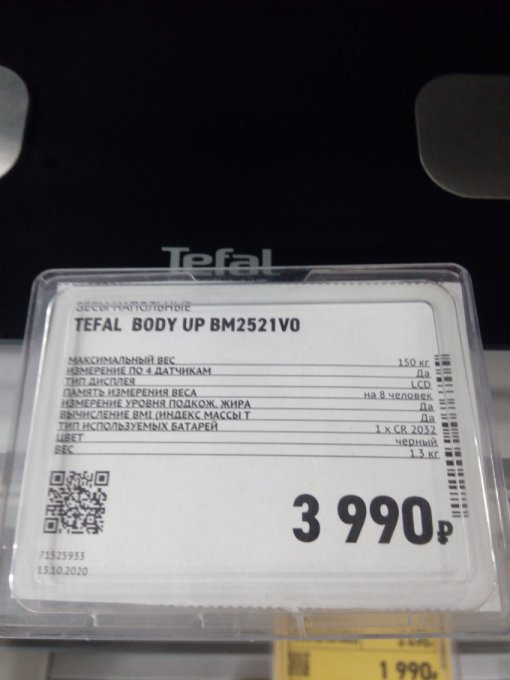 Tefal
ВЕСЫ НАПОЛЬНЫЕ
TEFAL BODY UP BM2521V0
МАКСИМАЛЬНЫЙ ВЕС 150 кг
ИЗМЕРЕНИЕ ПО 4 ДАТЧИКАМ Да
ТИП ДИСПЛЕЯ LCD
ПАМЯТЬ ИЗМЕРЕНИЯ ВЕСА на 8 человек
ИЗМЕРЕНИЕ УРОВНЯ ПОДКОЖ. ЖИРА Да
ВЫЧИСЛЕНИЕ BMI (ИНДЕКС МАССЫ Т Да
ТИП ИСПОЛЬЗУЕМЫХ БАТАРЕЙ 1 x CR 2032
ЦВЕТ черный
ВЕС 1.3 кг
3 990₽
71525933
13.10.2020
1 990₽